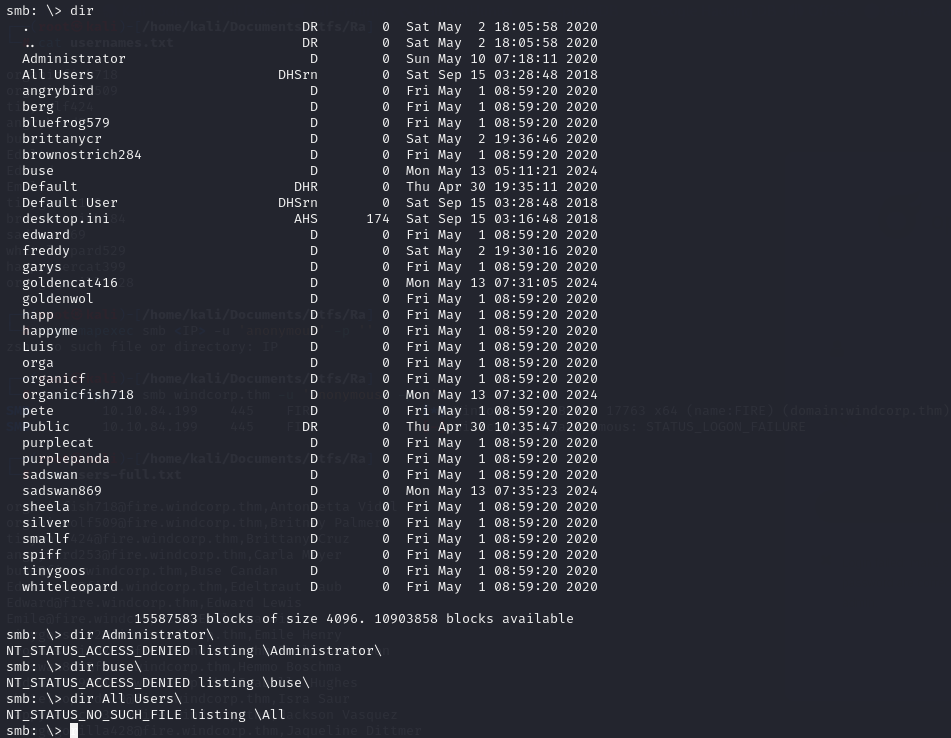 smb: \> dir
  .                                  DR        0  Sat May  2 18:05:58 2020
  ..                                 DR        0  Sat May  2 18:05:58 2020
  Administrator                       D        0  Sun May 10 07:18:11 2020
  All Users                       DHSrn        0  Sat Sep 15 03:28:48 2018
  angrybird                           D        0  Fri May  1 08:59:20 2020
  berg                                D        0  Fri May  1 08:59:20 2020
  bluefrog579                         D        0  Fri May  1 08:59:20 2020
  brittanycr                          D        0  Sat May  2 19:36:46 2020
  brownostrich284                     D        0  Fri May  1 08:59:20 2020
  buse                                D        0  Mon May 13 05:11:21 2024
  Default                           DHR        0  Thu Apr 30 19:35:11 2020
  Default User                    DHSrn        0  Sat Sep 15 03:28:48 2018
  desktop.ini                       AHS      174  Sat Sep 15 03:16:48 2018
  edward                              D        0  Fri May  1 08:59:20 2020
  freddy                              D        0  Sat May  2 19:30:16 2020
  garys                               D        0  Fri May  1 08:59:20 2020
  goldencat416                        D        0  Mon May 13 07:31:05 2024
  goldenwol                           D        0  Fri May  1 08:59:20 2020
  happ                                D        0  Fri May  1 08:59:20 2020
  happyme                             D        0  Fri May  1 08:59:20 2020
  Luis                                D        0  Fri May  1 08:59:20 2020
  orga                                D        0  Fri May  1 08:59:20 2020
  organicf                            D        0  Fri May  1 08:59:20 2020
  organicfish718                      D        0  Mon May 13 07:32:00 2024
  pete                                D        0  Fri May  1 08:59:20 2020
  Public                             DR        0  Thu Apr 30 10:35:47 2020
  purplecat                           D        0  Fri May  1 08:59:20 2020
  purplepanda                         D        0  Fri May  1 08:59:20 2020
  sadswan                             D        0  Fri May  1 08:59:20 2020
  sadswan869                          D        0  Mon May 13 07:35:23 2024
  sheela                              D        0  Fri May  1 08:59:20 2020
  silver                              D        0  Fri May  1 08:59:20 2020
  smallf                              D        0  Fri May  1 08:59:20 2020
  spiff                               D        0  Fri May  1 08:59:20 2020
  tinygoos                            D        0  Fri May  1 08:59:20 2020
  whiteleopard                        D        0  Fri May  1 08:59:20 2020
                15587583 blocks of size 4096. 10903858 blocks available
smb: \> dir Administrator\
NT_STATUS_ACCESS_DENIED listing \Administrator\
smb: \> dir buse\
NT_STATUS_ACCESS_DENIED listing \buse\
smb: \> dir All Users\
NT_STATUS_NO_SUCH_FILE listing \All
smb: \>